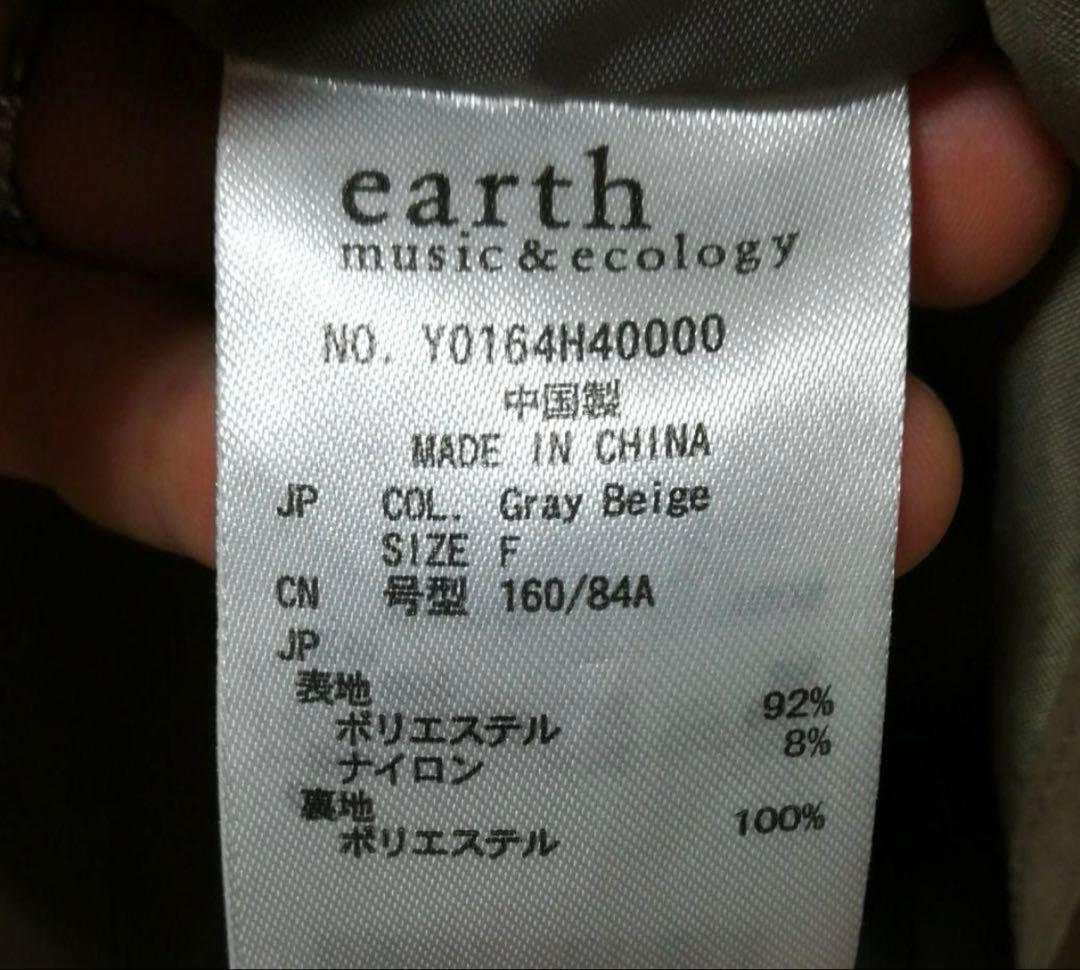 earth
music&ecology
NO. Y0164H40000
中国製
MADE IN CHINA
JP COL. Gray Beige
SIZE F
CN 号型 160/84A
JP
表地
ポリエステル 92%
ナイロン 8%
裏地
ポリエステル 100%